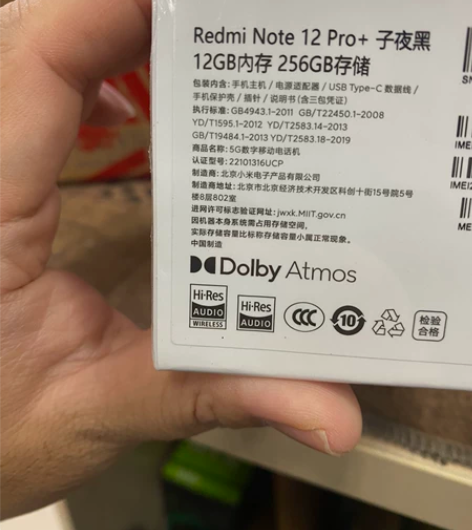 Redmi Note 12 Pro+ 子夜黑
12GB内存 256GB存储
包装内含: 手机主机 / 电源适配器 / USB Type-C 数据线 /
手机保护壳 / 插针 / 说明书 (含三包凭证)
执行标准: GB4943.1-2011 GB/T22450.1-2008
YD/T1595.1-2012 YD/T2583.14-2013
GB/T19484.1-2013 YD/T2583.18-2019
商品名称: 5G数字移动电话机
认证型号: 22101316UCP
制造商: 北京小米电子产品有限公司
制造商地址: 北京市北京经济技术开发区科创十街15号院5号
楼8层802室
进网许可标志验证网址: jwxk.MIIT.gov.cn
因机器本身系统需占用存储空间,
实际存储容量比标称存储容量小属正常现象。
中国制造
Dolby Atmos
Hi-Res
AUDIO
WIRELESS
Hi-Res
AUDIO
CCC
10
检验
合格
SN
IMEI
IMEI2
ME